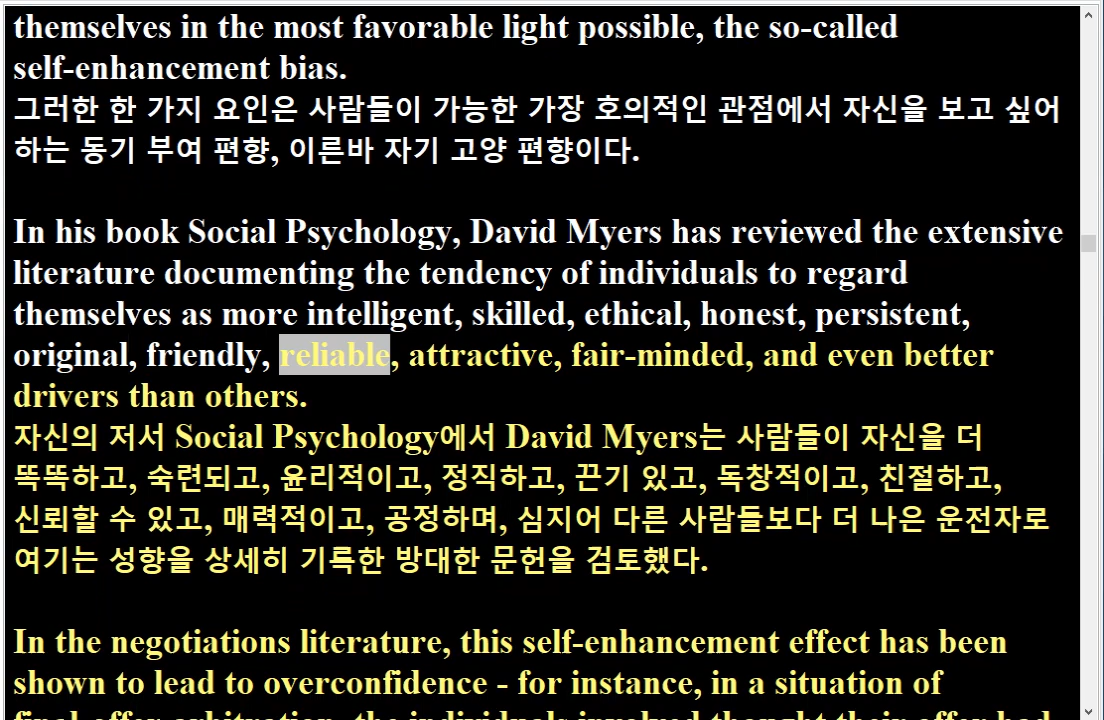 themselves in the most favorable light possible, the so-called
self-enhancement bias.
그러한 한 가지 요인은 사람들이 가능한 가장 호의적인 관점에서 자신을 보고 싶어
하는 동기 부여 편향, 이른바 자기 고양 편향이다.
In his book Social Psychology, David Myers has reviewed the extensive
literature documenting the tendency of individuals to regard
themselves as more intelligent, skilled, ethical, honest, persistent,
original, friendly, reliable, attractive, fair-minded, and even better
drivers than others.
자신의 저서 Social Psychology에서 David Myers는 사람들이 자신을 더
똑똑하고, 숙련되고, 윤리적이고, 정직하고, 끈기 있고, 독창적이고, 친절하고,
신뢰할 수 있고, 매력적이고, 공정하며, 심지어 다른 사람들보다 더 나은 운전자로
여기는 성향을 상세히 기록한 방대한 문헌을 검토했다.
In the negotiations literature, this self-enhancement effect has been
shown to lead to overconfidence - for instance, in a situation of
final-offer arbitration, the individuals involved thought their offer had